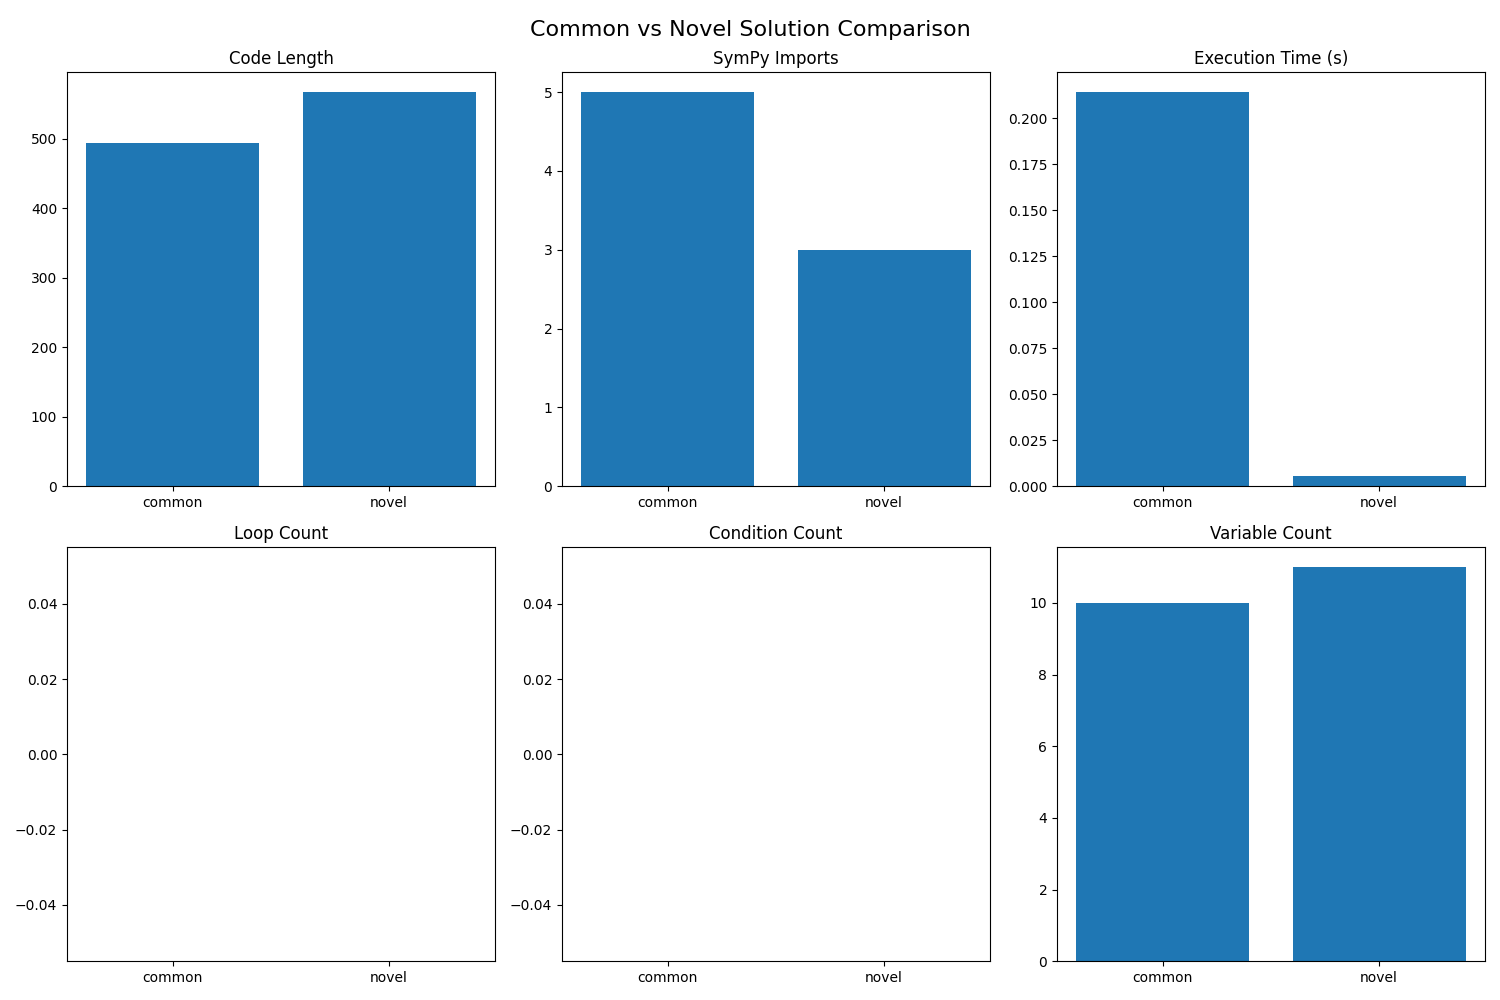 Common vs Novel Solution Comparison
Code Length
500
400
300
200
100
0
common novel
SymPy Imports
5
4
3
2
1
0
common novel
Execution Time (s)
0.200
0.175
0.150
0.125
0.100
0.075
0.050
0.025
0.000
common novel
Loop Count
0.04
0.02
0.00
−0.02
−0.04
common novel
Condition Count
0.04
0.02
0.00
−0.02
−0.04
common novel
Variable Count
10
8
6
4
2
0
common novel